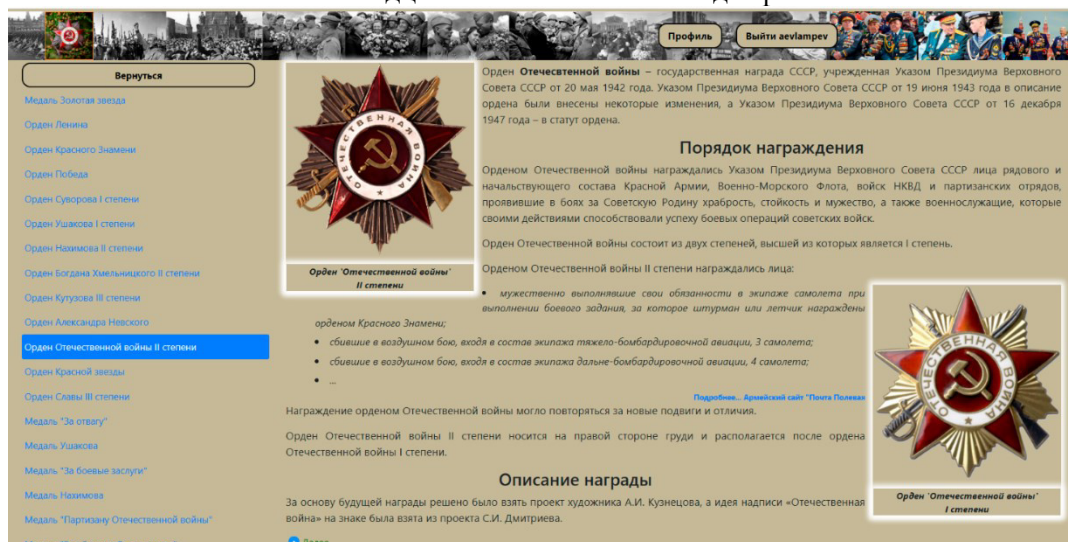 Профиль
Выйти aevlampev
Вернуться
Медаль Золотая звезда
Орден Ленина
Орден Красного Знамени
Орден Победа
Орден Суворова I степени
Орден Ушакова I степени
Орден Нахимова II степени
Орден Богдана Хмельницкого II степени
Орден Кутузова III степени
Орден Александра Невского
Орден Отечественной войны II степени
Орден Красной звезды
Орден Славы III степени
Медаль "За отвагу"
Медаль Ушакова
Медаль "За боевые заслуги"
Медаль Нахимова
Медаль "Партизану Отечественной войны"
ОТЕЧЕСТВЕННАЯ ВОЙНА
Орден 'Отечественной войны'
II степени
Орден Отечесвтенной войны – государственная награда СССР, учрежденная Указом Президиума Верховного
Совета СССР от 20 мая 1942 года. Указом Президиума Верховного Совета СССР от 19 июня 1943 года в описание
ордена были внесены некоторые изменения, а Указом Президиума Верховного Совета СССР от 16 декабря
1947 года – в статут ордена.
Порядок награждения
Орденом Отечественной войны награждались Указом Президиума Верховного Совета СССР лица рядового и
начальствующего состава Красной Армии, Военно-Морского Флота, войск НКВД и партизанских отрядов,
проявившие в боях за Советскую Родину храбрость, стойкость и мужество, а также военнослужащие, которые
своими действиями способствовали успеху боевых операций советских войск.
Орден Отечественной войны состоит из двух степеней, высшей из которых является I степень.
Орденом Отечественной войны II степени награждались лица:
• мужественно выполнявшие свои обязанности в экипаже самолета при
выполнении боевого задания, за которое штурман или летчик награждены
орденом Красного Знамени;
• сбившие в воздушном бою, входя в состав экипажа тяжело-бомбардировочной авиации, 3 самолета;
• сбившие в воздушном бою, входя в состав экипажа дальне-бомбардировочной авиации, 4 самолета;
• ...
Подробнее... Армейский сайт "Почта Полевая
Награждение орденом Отечественной войны могло повторяться за новые подвиги и отличия.
Орден Отечественной войны II степени носится на правой стороне груди и располагается после ордена
Отечественной войны I степени.
Описание награды
За основу будущей награды решено было взять проект художника А.И. Кузнецова, а идея надписи «Отечественная
война» на знаке была взята из проекта С.И. Дмитриева.
ОТЕЧЕСТВЕННАЯ ВОЙНА
Орден 'Отечественной войны'
I степени